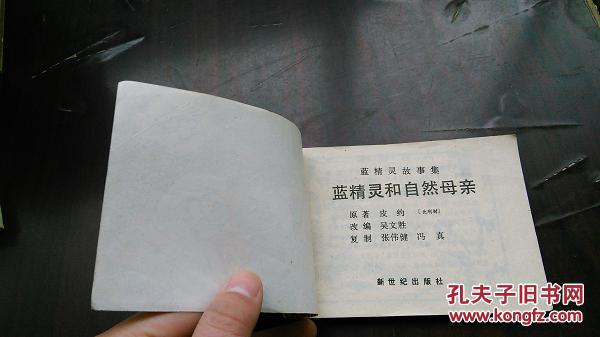 蓝精灵故事集
蓝精灵和自然母亲
原著 皮约 [比利时]
改编 吴文胜
复制 张伟健 冯真
新世纪出版社
孔夫子旧书网
www.kongfz.com